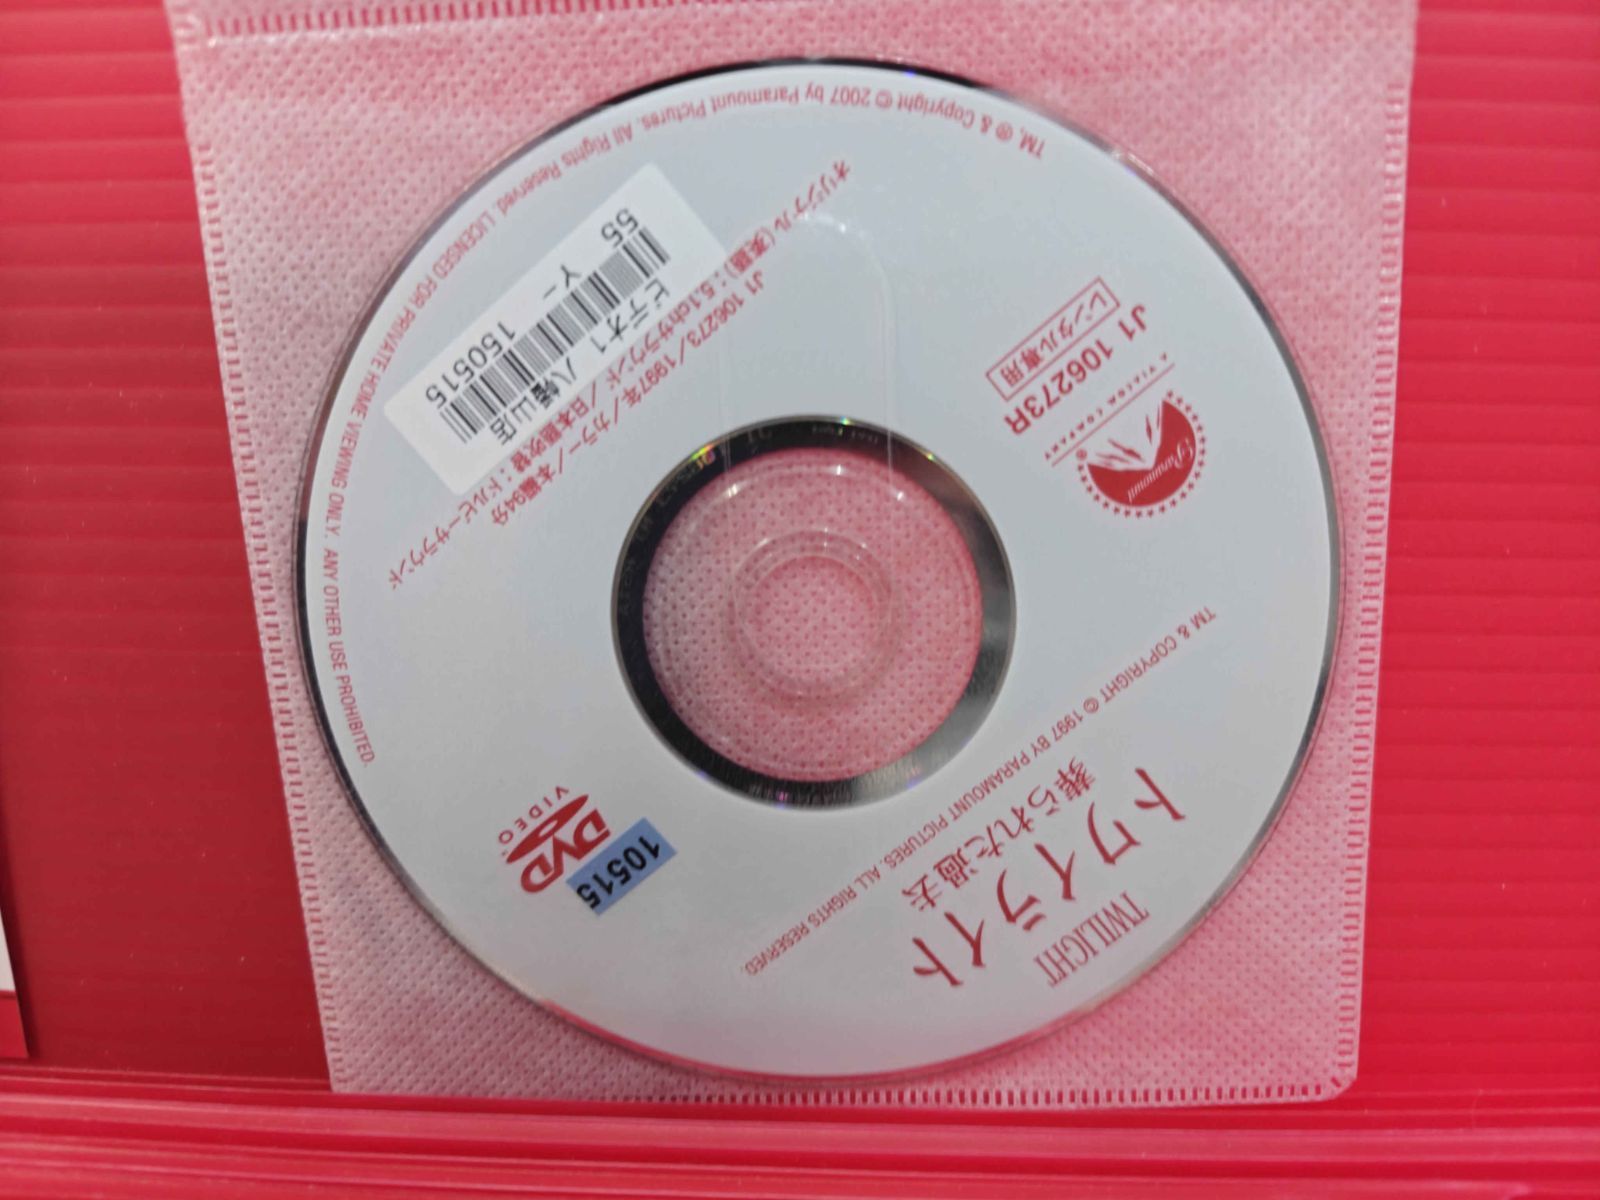 TWILIGHT
トワイライト
葬られた過去
TM & COPYRIGHT © 1997 BY PARAMOUNT PICTURES. ALL RIGHTS RESERVED.
10515
DVD
VIDEO
Paramount
A VIACOM COMPANY
J1 106273R
レンタル専用
J1 106273/1997年/カラー/本編94分
オリジナル(英語):5.1chサラウンド/日本語吹替:ドルビーサラウンド
ビデオ1 八幡山店
55
150515
Y-
TM, ® & Copyright © 2007 by Paramount Pictures. All Rights Reserved. LICENSED FOR PRIVATE HOME VIEWING ONLY. ANY OTHER USE PROHIBITED.